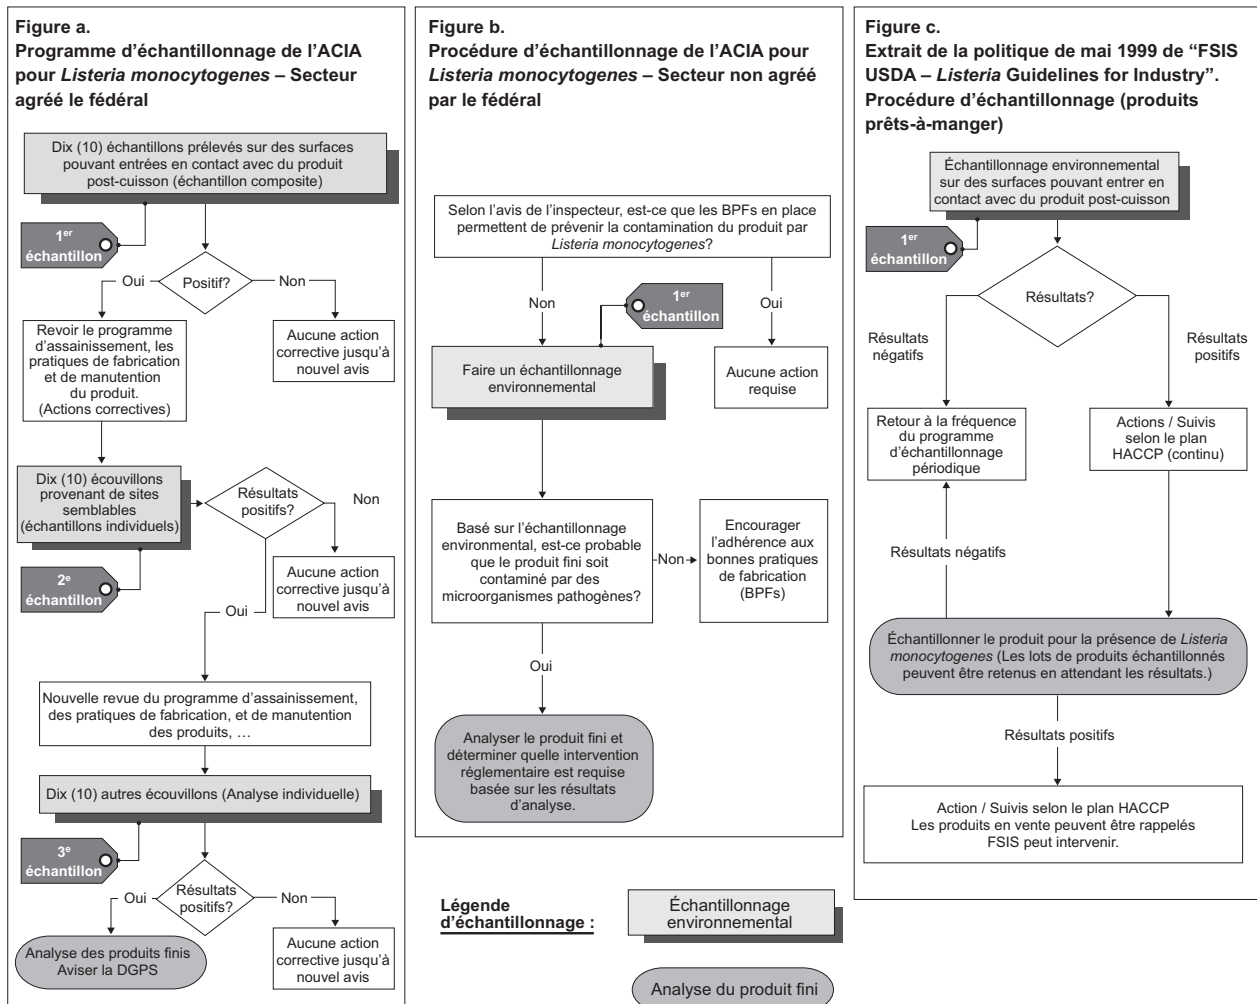 Figure a.
Programme d'échantillonnage de l'ACIA
pour Listeria monocytogenes – Secteur
agréé le fédéral
Dix (10) échantillons prélevés sur des surfaces
pouvant entrées en contact avec du produit
post-cuisson (échantillon composite)
1er
échantillon
Positif?
Oui
Non
Revoir le programme
d'assainissement, les
pratiques de fabrication
et de manutention
du produit.
(Actions correctives)
Aucune action
corrective jusqu'à
nouvel avis
Dix (10) écouvillons
provenant de sites
semblables
(échantillons individuels)
Résultats
positifs?
Non
2e
échantillon
Aucune action
corrective jusqu'à
nouvel avis
Oui
Nouvelle revue du programme d'assainissement,
des pratiques de fabrication, et de manutention
des produits, …
Dix (10) autres écouvillons (Analyse individuelle)
3e
échantillon
Résultats
positifs?
Oui
Non
Analyse des produits finis
Aviser la DGPS
Aucune action
corrective jusqu'à
nouvel avis
Figure b.
Procédure d'échantillonnage de l'ACIA pour
Listeria monocytogenes – Secteur non agréé
par le fédéral
Selon l'avis de l'inspecteur, est-ce que les BPFs en place
permettent de prévenir la contamination du produit par
Listeria monocytogenes?
Non
1er
échantillon
Oui
Faire un échantillonnage
environnemental
Aucune action
requise
Basé sur l'échantillonnage
environmental, est-ce probable
que le produit fini soit
contaminé par des
microorganismes pathogènes?
Non
Encourager
l'adhérence aux
bonnes pratiques
de fabrication
(BPFs)
Oui
Analyser le produit fini et
déterminer quelle intervention
réglementaire est requise
basée sur les résultats
d'analyse.
Légende
d'échantillonnage :
Échantillonnage
environnemental
Analyse du produit fini
Figure c.
Extrait de la politique de mai 1999 de “FSIS
USDA – Listeria Guidelines for Industry”.
Procédure d'échantillonnage (produits
prêts-à-manger)
Échantillonnage environnemental
sur des surfaces pouvant entrer en
contact avec du produit post-cuisson
1er
échantillon
Résultats?
Résultats
négatifs
Résultats
positifs
Retour à la fréquence
du programme
d'échantillonnage
périodique
Actions / Suivis
selon le plan
HACCP (continu)
Résultats négatifs
Échantillonner le produit pour la présence de Listeria
monocytogenes (Les lots de produits échantillonnés
peuvent être retenus en attendant les résultats.)
Résultats positifs
Action / Suivis selon le plan HACCP
Les produits en vente peuvent être rappelés
FSIS peut intervenir.